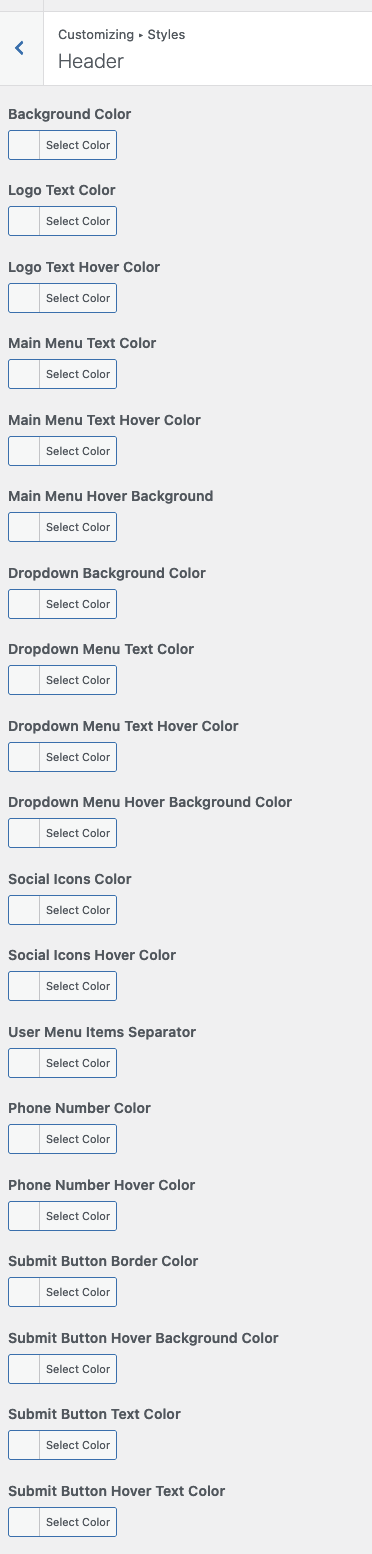 Customizing ▸ Styles
Header
Background Color
Select Color
Logo Text Color
Select Color
Logo Text Hover Color
Select Color
Main Menu Text Color
Select Color
Main Menu Text Hover Color
Select Color
Main Menu Hover Background
Select Color
Dropdown Background Color
Select Color
Dropdown Menu Text Color
Select Color
Dropdown Menu Text Hover Color
Select Color
Dropdown Menu Hover Background Color
Select Color
Social Icons Color
Select Color
Social Icons Hover Color
Select Color
User Menu Items Separator
Select Color
Phone Number Color
Select Color
Phone Number Hover Color
Select Color
Submit Button Border Color
Select Color
Submit Button Hover Background Color
Select Color
Submit Button Text Color
Select Color
Submit Button Hover Text Color
Select Color